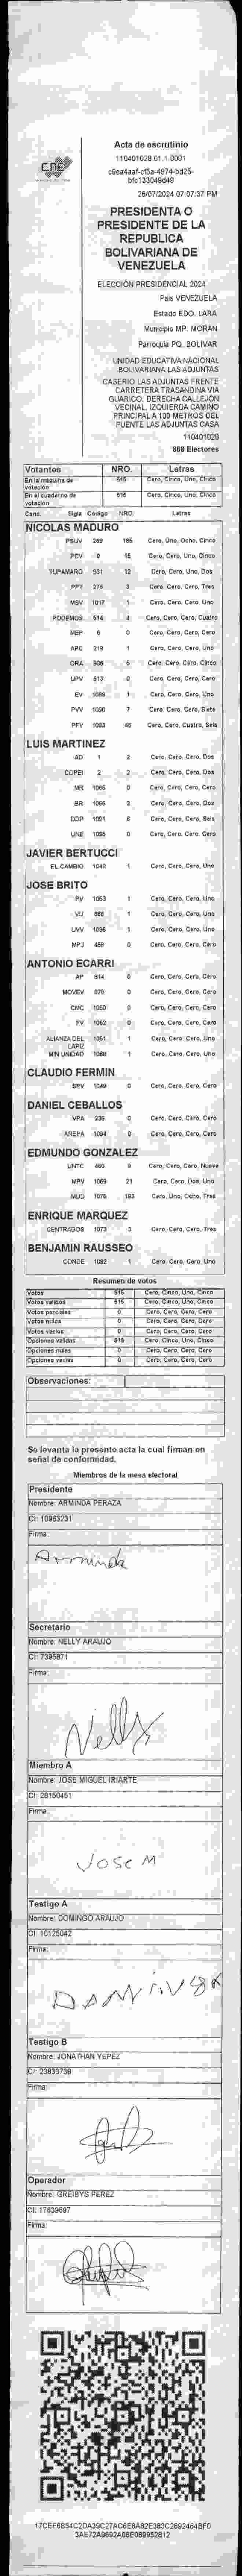 CNE
Acta de escrutinio
110401028.01.1.0001
26/07/2024 07:07:37 PM
PRESIDENTA O
PRESIDENTE DE LA
REPUBLICA
BOLIVARIANA DE
VENEZUELA
ELECCIÓN PRESIDENCIAL 2024
Pais VENEZUELA
Estado EDO. LARA
Municipio MP. MORAN
Parroquia PQ. BOLIVAR
UNIDAD EDUCATIVA NACIONAL
BOLIVARIANA LAS ADJUNTAS
CASERIO LAS ADJUNTAS FRENTE
CARRETERA TRASANDINA VIA
GUARICO. DERECHA CALLEJÓN
VECINAL. IZQUIERDA CAMINO
PRINCIPAL A 100 METROS DEL
PUENTE LAS ADJUNTAS CASA
110401028
868 Electores
Votantes NRO. Letras
En la máquina de votación 515 Cero, Cinco, Uno, Cinco
En el cuaderno de votación 515 Cero, Cinco, Uno, Cinco
Cand. Sigla Código NRO. Letras
NICOLAS MADURO
PSUV 269 185 Cero, Uno, Ocho, Cinco
PCV 15 Cero, Cero, Uno, Cinco
TUPAMARO 931 12 Cero, Cero, Uno, Dos
PPT 276 3 Cero, Cero, Cero, Tres
MSV 1017 1 Cero, Cero, Cero, Uno
PODEMOS 514 4 Cero, Cero, Cero, Cuatro
MEP 6 0 Cero, Cero, Cero, Cero
APC 219 1 Cero, Cero, Cero, Uno
ORA 906 5 Cero, Cero, Cero, Cinco
UPV 613 0 Cero, Cero, Cero, Cero
EV 1089 1 Cero, Cero, Cero, Uno
PVV 1090 7 Cero, Cero, Cero, Siete
PFV 1093 46 Cero, Cero, Cuatro, Seis
LUIS MARTINEZ
AD 1 2 Cero, Cero, Cero, Dos
COPEI 2 2 Cero, Cero, Cero, Dos
MR 1065 0 Cero, Cero, Cero, Cero
BR 1066 2 Cero, Cero, Cero, Dos
DDP 1091 6 Cero, Cero, Cero, Seis
UNE 1095 0 Cero, Cero, Cero, Cero
JAVIER BERTUCCI
EL CAMBIO 1048 1 Cero, Cero, Cero, Uno
JOSE BRITO
PV 1053 1 Cero, Cero, Cero, Uno
VU 868 1 Cero, Cero, Cero, Uno
UVV 1096 1 Cero, Cero, Cero, Uno
MPJ 459 0 Cero, Cero, Cero, Cero
ANTONIO ECARRI
AP 814 0 Cero, Cero, Cero, Cero
MOVEV 879 0 Cero, Cero, Cero, Cero
CMC 1050 0 Cero, Cero, Cero, Cero
FV 1062 0 Cero, Cero, Cero, Cero
ALIANZA DEL LAPIZ 1051 1 Cero, Cero, Cero, Uno
MIN UNIDAD 1068 1 Cero, Cero, Cero, Uno
CLAUDIO FERMIN
SPV 1049 0 Cero, Cero, Cero, Cero
DANIEL CEBALLOS
VPA 236 0 Cero, Cero, Cero, Cero
AREPA 1094 0 Cero, Cero, Cero, Cero
EDMUNDO GONZALEZ
UNTC 460 9 Cero, Cero, Cero, Nueve
MPV 1069 21 Cero, Cero, Dos, Uno
MUD 1076 183 Cero, Uno, Ocho, Tres
ENRIQUE MARQUEZ
CENTRADOS 1073 3 Cero, Cero, Cero, Tres
BENJAMIN RAUSSEO
CONDE 1092 1 Cero, Cero, Cero, Uno
Resumen de votos
Votos 515 Cero, Cinco, Uno, Cinco
Votos validos 515 Cero, Cinco, Uno, Cinco
Votos parciales 0 Cero, Cero, Cero, Cero
Votos nulos 0 Cero, Cero, Cero, Cero
Votos vacios 0 Cero, Cero, Cero, Cero
Opciones validas 515 Cero, Cinco, Uno, Cinco
Opciones nulas 0 Cero, Cero, Cero, Cero
Opciones vacias 0 Cero, Cero, Cero, Cero
Observaciones:
Se levanta la presente acta la cual firman en
señal de conformidad.
Miembros de la mesa electoral
Presidente
Nombre: ARMINDA PERAZA
CI: 10963231
Firma:
Arminda
Secretario
Nombre: NELLY ARAUJO
CI: 7395871
Firma:
Nelly
Miembro A
Nombre: JOSE MIGUEL IRIARTE
CI: 28150451
Firma:
Jose M
Testigo A
Nombre: DOMINGO ARAUJO
CI: 10125042
Firma:
Testigo B
Nombre: JONATHAN YEPEZ
CI: 23833738
Firma:
Operador
Nombre: GREIBYS PEREZ
CI: 17639697
Firma: